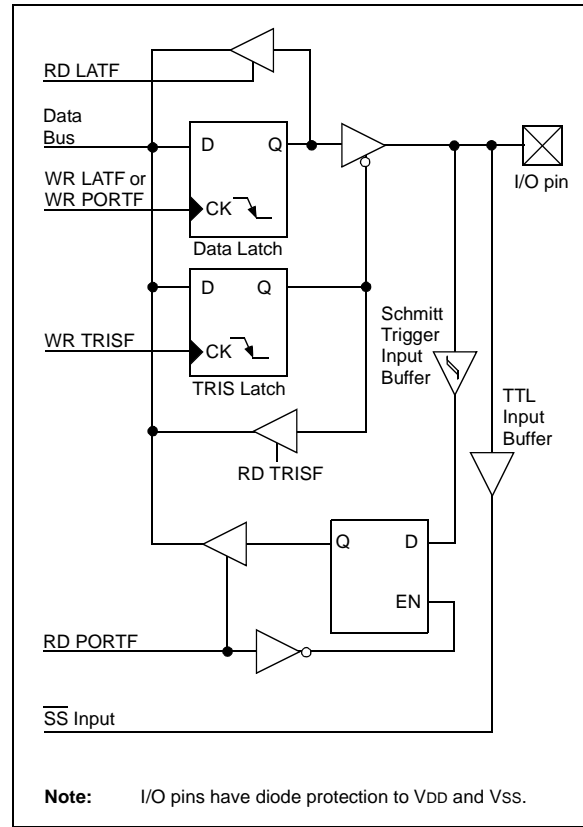 RD LATF
Data
Bus
D
Q
I/O pin
WR LATF or
WR PORTF
CK
Data Latch
D
Q
WR TRISF
CK
TRIS Latch
Schmitt
Trigger
Input
Buffer
TTL
Input
Buffer
RD TRISF
Q
D
EN
RD PORTF
S̅S̅ Input
Note: I/O pins have diode protection to VDD and VSS.